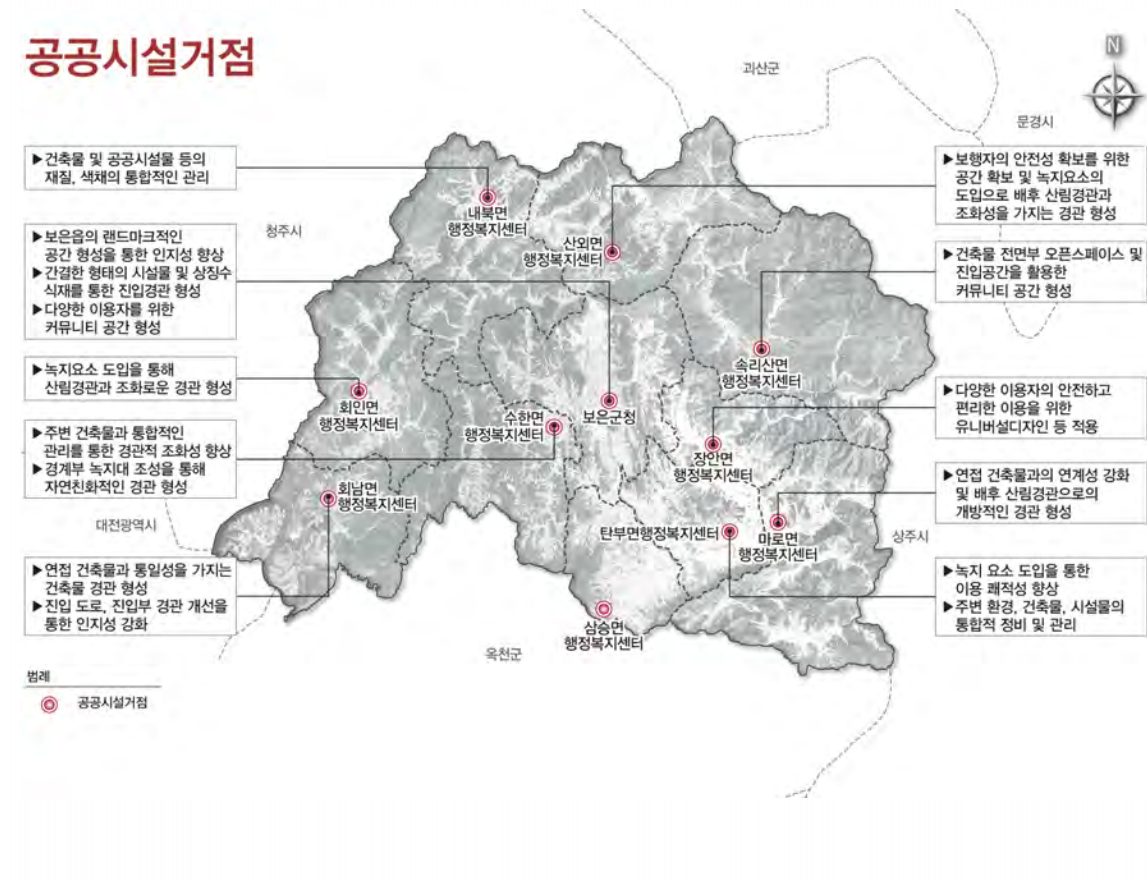 공공시설거점
N
괴산군
문경시
청주시
대전광역시
상주시
옥천군
▶건축물 및 공공시설물 등의
재질, 색채의 통합적인 관리
▶보은읍의 랜드마크적인
공간 형성을 통한 인지성 향상
▶간결한 형태의 시설물 및 상징수
식재를 통한 진입경관 형성
▶다양한 이용자를 위한
커뮤니티 공간 형성
▶녹지요소 도입을 통해
산림경관과 조화로운 경관 형성
▶주변 건축물과 통합적인
관리를 통한 경관적 조화성 향상
▶경계부 녹지대 조성을 통해
자연친화적인 경관 형성
▶연접 건축물과 통일성을 가지는
건축물 경관 형성
▶진입 도로, 진입부 경관 개선을
통한 인지성 강화
내북면
행정복지센터
산외면
행정복지센터
속리산면
행정복지센터
회인면
행정복지센터
수한면
행정복지센터
보은군청
장안면
행정복지센터
회남면
행정복지센터
탄부면행정복지센터
마로면
행정복지센터
삼승면
행정복지센터
▶보행자의 안전성 확보를 위한
공간 확보 및 녹지요소의
도입으로 배후 산림경관과
조화성을 가지는 경관 형성
▶건축물 전면부 오픈스페이스 및
진입공간을 활용한
커뮤니티 공간 형성
▶다양한 이용자의 안전하고
편리한 이용을 위한
유니버설디자인 등 적용
▶연접 건축물과의 연계성 강화
및 배후 산림경관으로의
개방적인 경관 형성
▶녹지 요소 도입을 통한
이용 쾌적성 향상
▶주변 환경, 건축물, 시설물의
통합적 정비 및 관리
범례
공공시설거점